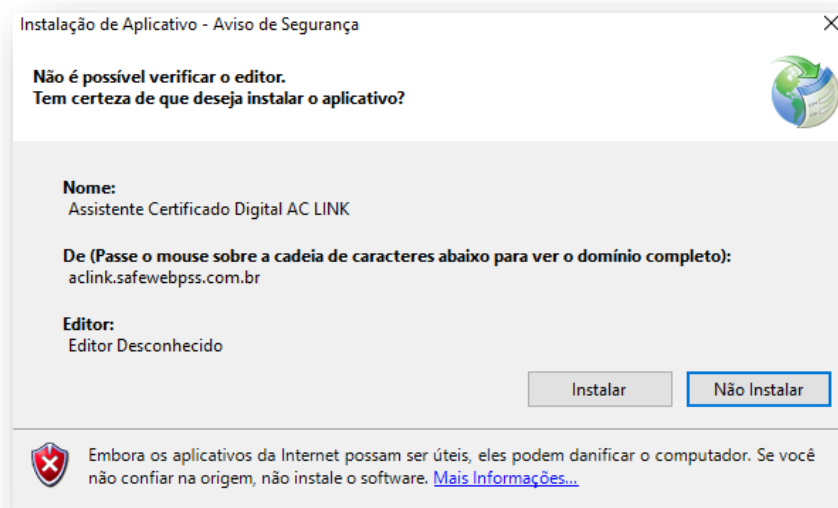 Instalação de Aplicativo - Aviso de Segurança
Não é possível verificar o editor.
Tem certeza de que deseja instalar o aplicativo?
Nome:
Assistente Certificado Digital AC LINK
De (Passe o mouse sobre a cadeia de caracteres abaixo para ver o domínio completo):
aclink.safewebpss.com.br
Editor:
Editor Desconhecido
Instalar
Não Instalar
Embora os aplicativos da Internet possam ser úteis, eles podem danificar o computador. Se você
não confiar na origem, não instale o software. Mais Informações...